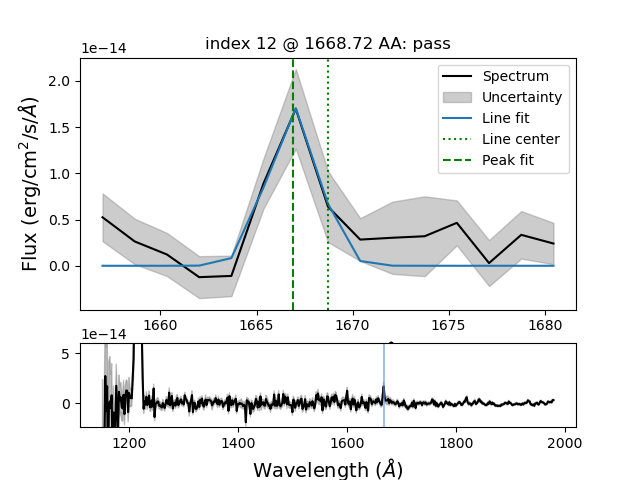 index 12 @ 1668.72 AA: pass
1e−14
Flux (erg/cm²/s/Å)
2.0
1.5
1.0
0.5
0.0
Spectrum
Uncertainty
Line fit
Line center
Peak fit
1660
1665
1670
1675
1680
1e−14
5
0
1200
1400
1600
1800
2000
Wavelength (Å)